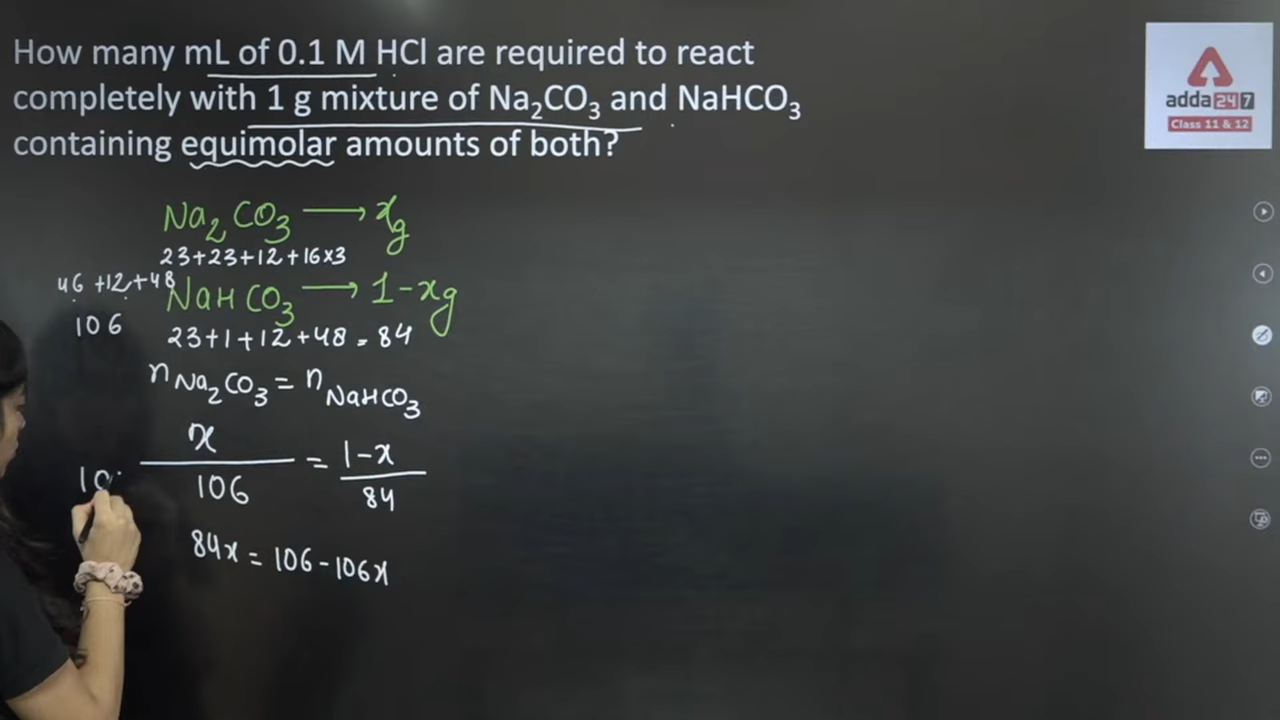 How many mL of 0.1 M HCl are required to react
completely with 1 g mixture of Na₂CO₃ and NaHCO₃
containing equimolar amounts of both?
adda247
Class 11 & 12
Na₂CO₃ ⟶ xg
23+23+12+16×3
46+12+48
NaHCO₃ ⟶ 1-xg
106
23+1+12+48=84
nNa₂CO₃ = nNaHCO₃
x/106 = 1-x/84
10
84x = 106-106x